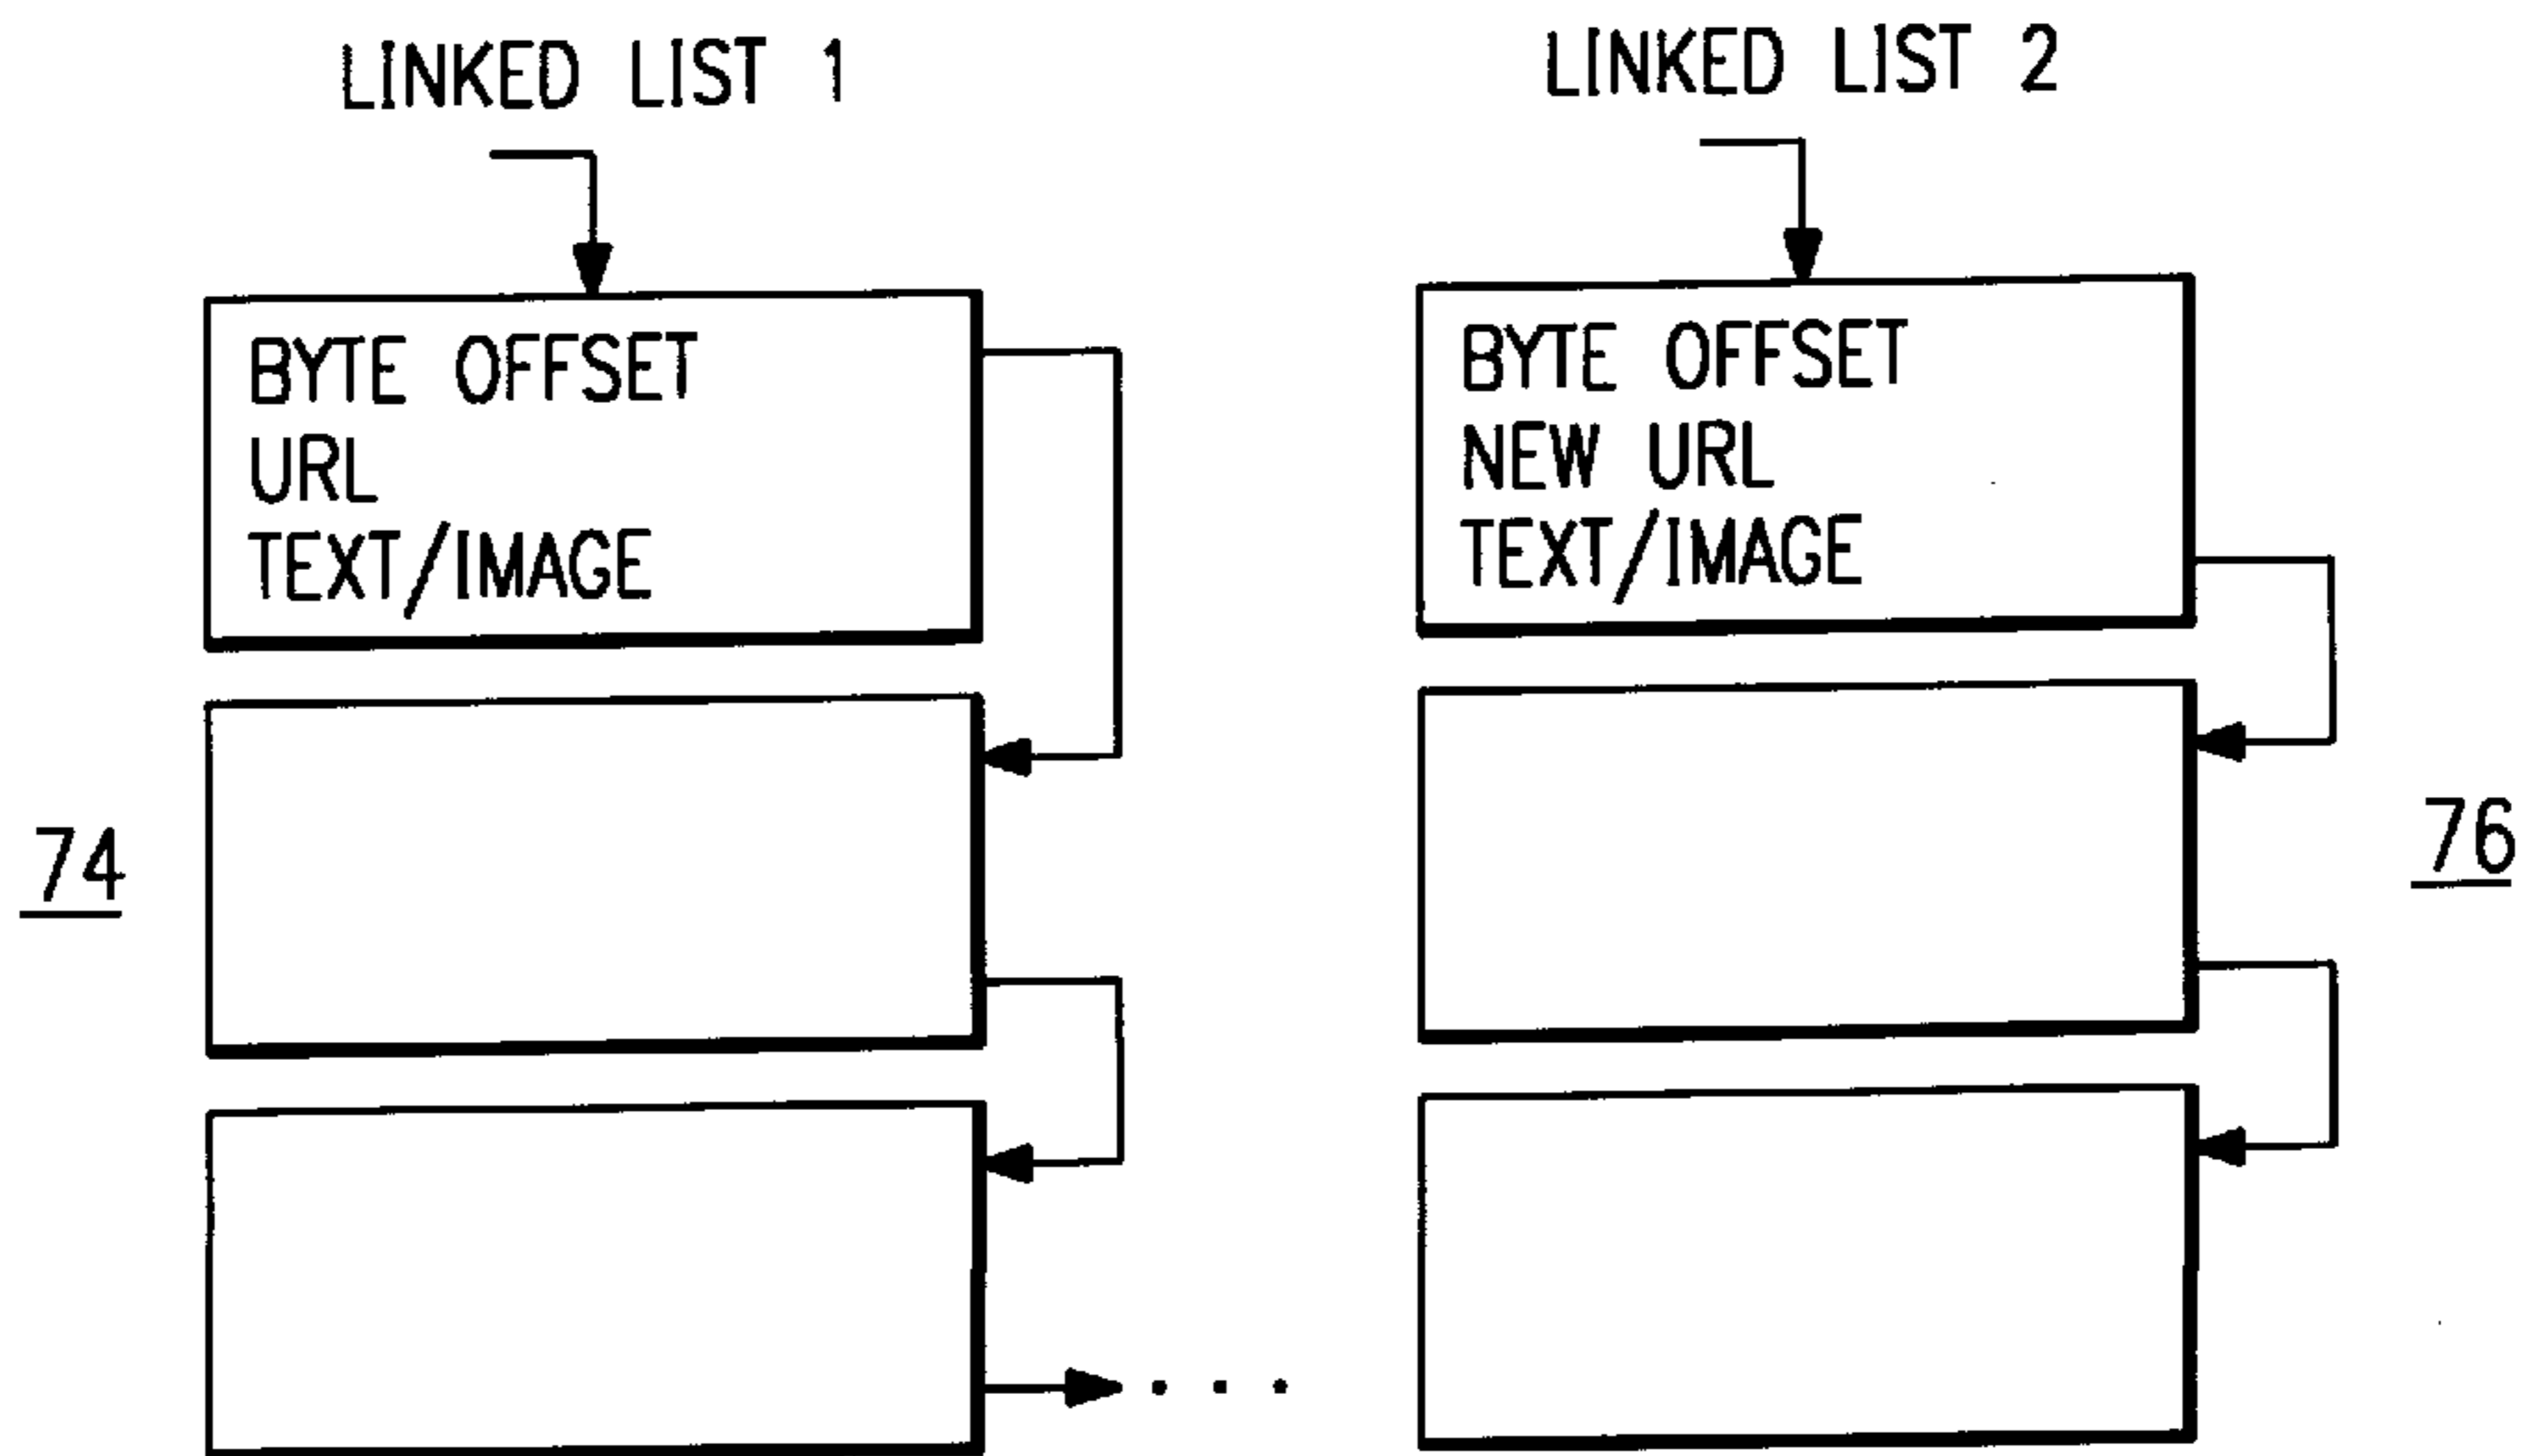 LINKED LIST 1
BYTE OFFSET
URL
TEXT/IMAGE
74
LINKED LIST 2
BYTE OFFSET
NEW URL
TEXT/IMAGE
76